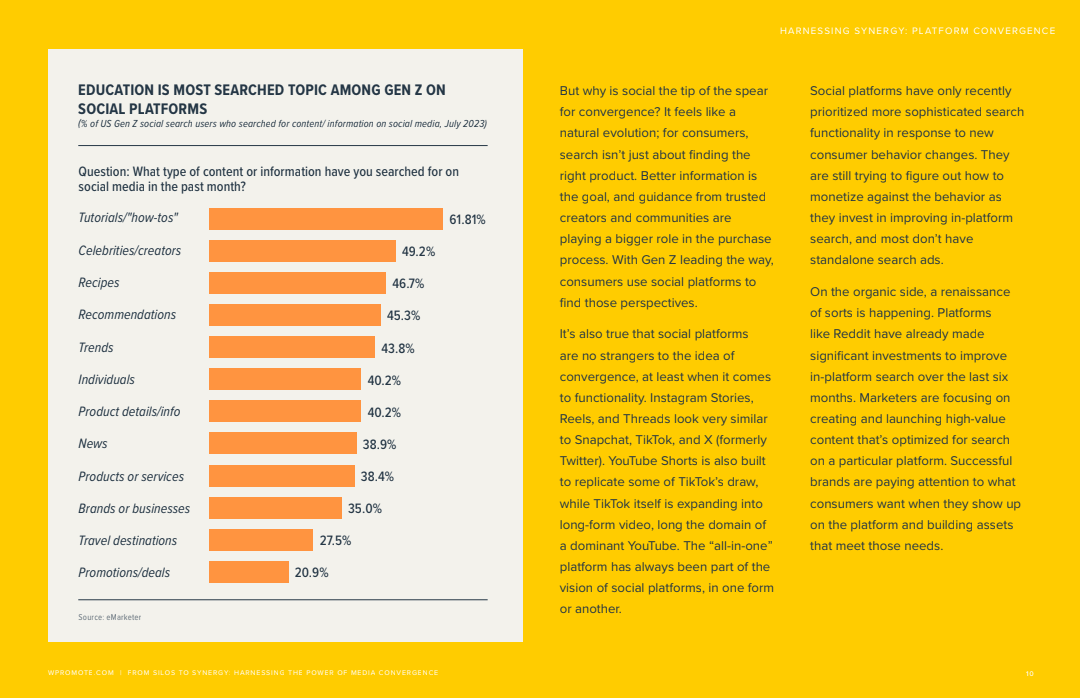 HARNESSING SYNERGY: PLATFORM CONVERGENCE
EDUCATION IS MOST SEARCHED TOPIC AMONG GEN Z ON
SOCIAL PLATFORMS
(% of US Gen Z social search users who searched for content/ information on social media, July 2023)
Question: What type of content or information have you searched for on
social media in the past month?
Tutorials/"how-tos" 61.81%
Celebrities/creators 49.2%
Recipes 46.7%
Recommendations 45.3%
Trends 43.8%
Individuals 40.2%
Product details/info 40.2%
News 38.9%
Products or services 38.4%
Brands or businesses 35.0%
Travel destinations 27.5%
Promotions/deals 20.9%
Source: eMarketer
But why is social the tip of the spear
for convergence? It feels like a
natural evolution; for consumers,
search isn’t just about finding the
right product. Better information is
the goal, and guidance from trusted
creators and communities are
playing a bigger role in the purchase
process. With Gen Z leading the way,
consumers use social platforms to
find those perspectives.
It’s also true that social platforms
are no strangers to the idea of
convergence, at least when it comes
to functionality. Instagram Stories,
Reels, and Threads look very similar
to Snapchat, TikTok, and X (formerly
Twitter). YouTube Shorts is also built
to replicate some of TikTok’s draw,
while TikTok itself is expanding into
long-form video, long the domain of
a dominant YouTube. The “all-in-one”
platform has always been part of the
vision of social platforms, in one form
or another.
Social platforms have only recently
prioritized more sophisticated search
functionality in response to new
consumer behavior changes. They
are still trying to figure out how to
monetize against the behavior as
they invest in improving in-platform
search, and most don’t have
standalone search ads.
On the organic side, a renaissance
of sorts is happening. Platforms
like Reddit have already made
significant investments to improve
in-platform search over the last six
months. Marketers are focusing on
creating and launching high-value
content that’s optimized for search
on a particular platform. Successful
brands are paying attention to what
consumers want when they show up
on the platform and building assets
that meet those needs.
WPROMOTE.COM | FROM SILOS TO SYNERGY: HARNESSING THE POWER OF MEDIA CONVERGENCE
10